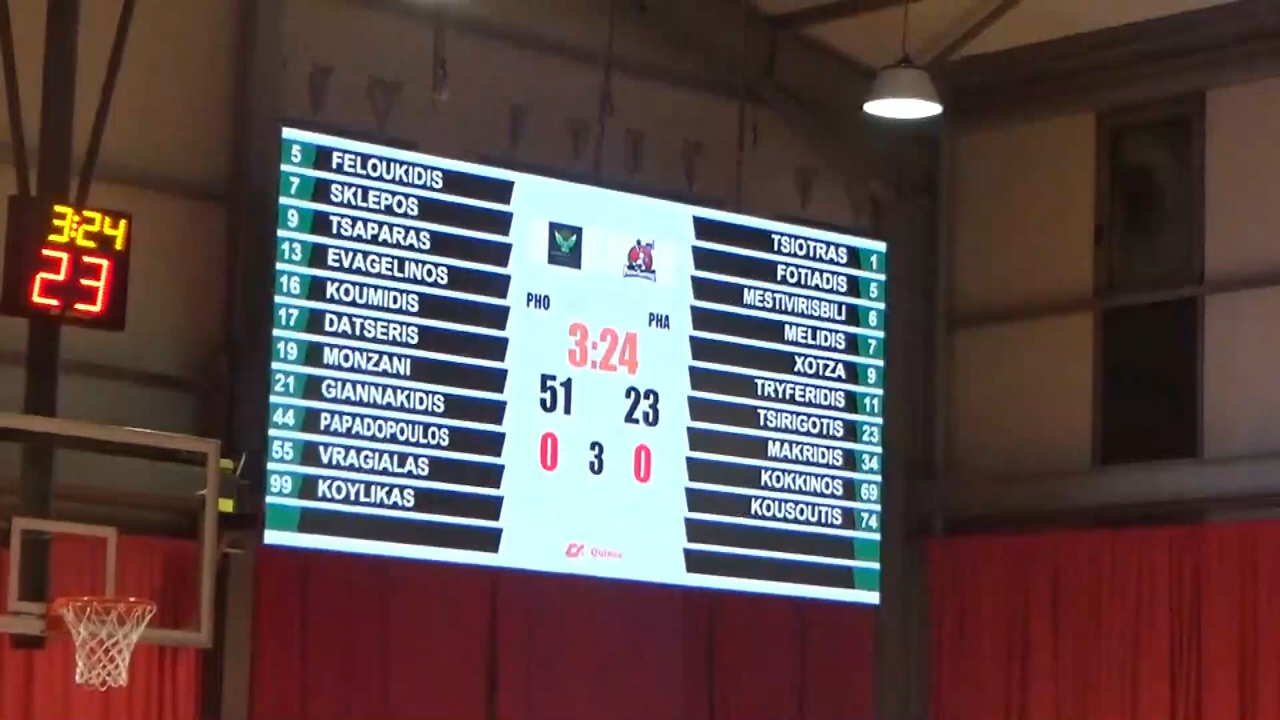 3:24
23
5 FELOUKIDIS
7 SKLEPOS
9 TSAPARAS
13 EVAGELINOS
16 KOUMIDIS
17 DATSERIS
19 MONZANI
21 GIANNAKIDIS
44 PAPADOPOULOS
55 VRAGIALAS
99 KOYLIKAS
PHO
PHA
3:24
51 23
0 3 0
TSIOTRAS 1
FOTIADIS 5
MESTIVIRISBILI 6
MELIDIS 7
XOTZA 9
TRYFERIDIS 11
TSIRIGOTIS 23
MAKRIDIS 34
KOKKINOS 69
KOUSOUTIS 74